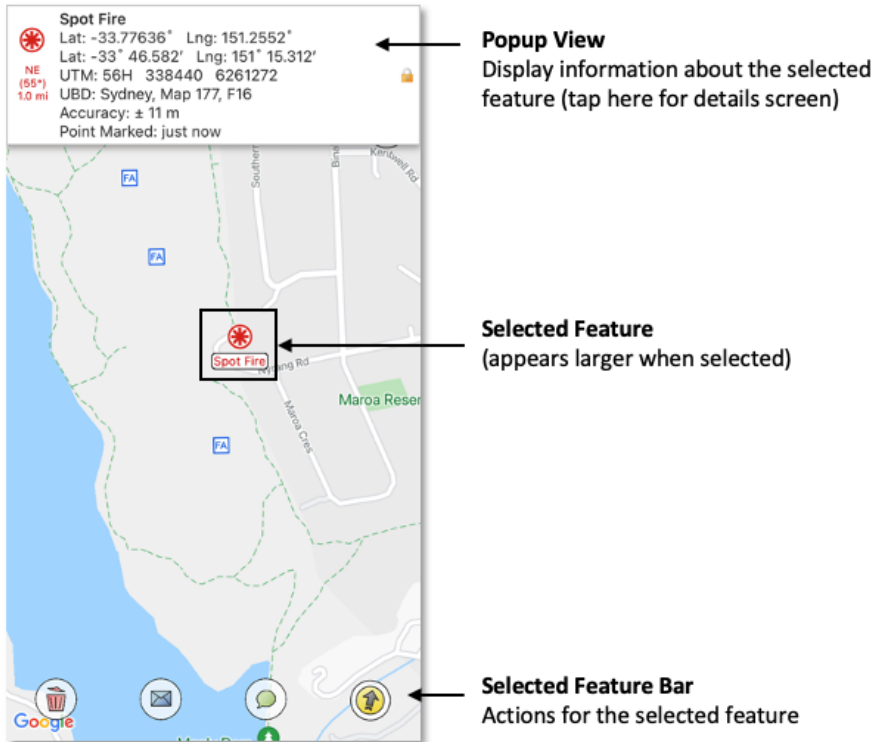 Spot Fire
Lat: -33.77636° Lng: 151.2552°
Lat: -33° 46.582' Lng: 151° 15.312'
NE
(55°)
1.0 mi
UTM: 56H 338440 6261272
UBD: Sydney, Map 177, F16
Accuracy: ± 11 m
Point Marked: just now
Popup View
Display information about the selected
feature (tap here for details screen)
Southern
Bina
Kentwell Rd
FA
FA
Spot Fire
Selected Feature
(appears larger when selected)
Maroa Reser
Maroa Cres
FA
Google
Selected Feature Bar
Actions for the selected feature